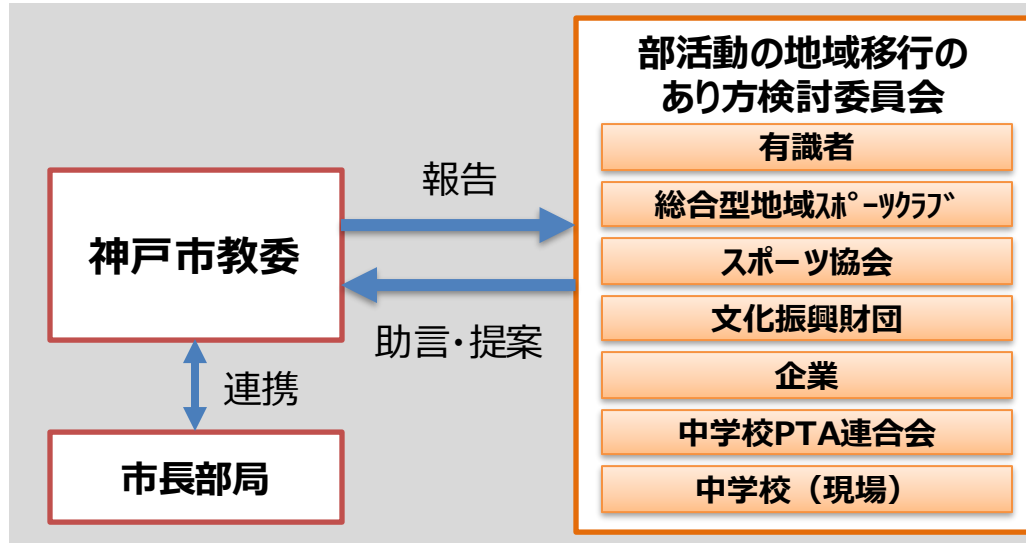 部活動の地域移行の
あり方検討委員会
有識者
総合型地域ｽﾎﾟｰﾂｸﾗﾌﾞ
スポーツ協会
文化振興財団
企業
中学校PTA連合会
中学校（現場）
報告
神戸市教委
助言・提案
連携
市長部局